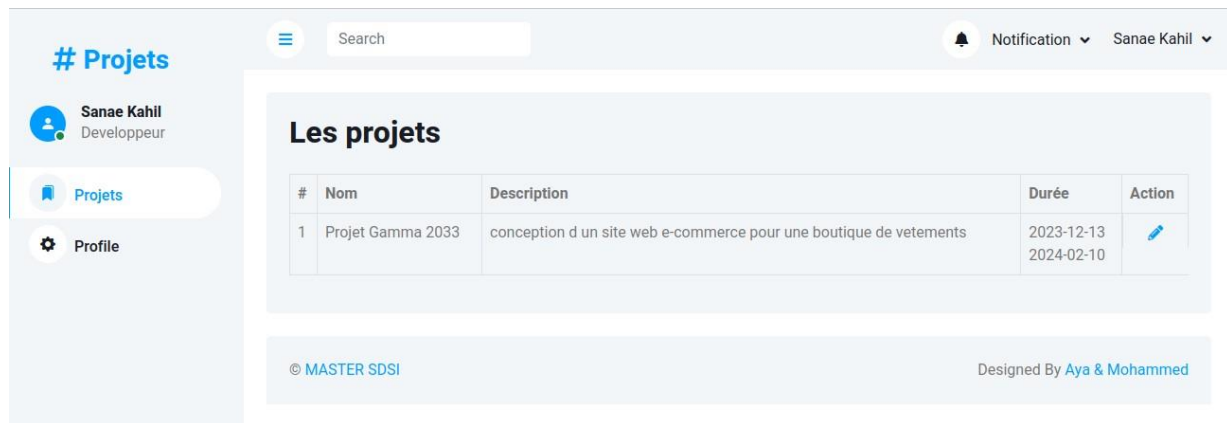 # Projets
Sanae Kahil
Developpeur
Projets
Profile
Search
Notification
Sanae Kahil
Les projets
# Nom Description Durée Action
1 Projet Gamma 2033 conception d un site web e-commerce pour une boutique de vetements 2023-12-13
2024-02-10
© MASTER SDSI
Designed By Aya & Mohammed